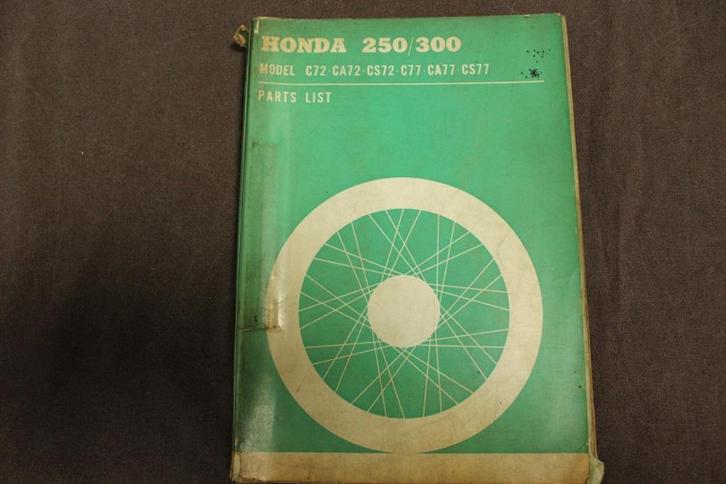 HONDA 250/300
MODEL C72·CA72·CS72·C77·CA77·CS77
PARTS LIST